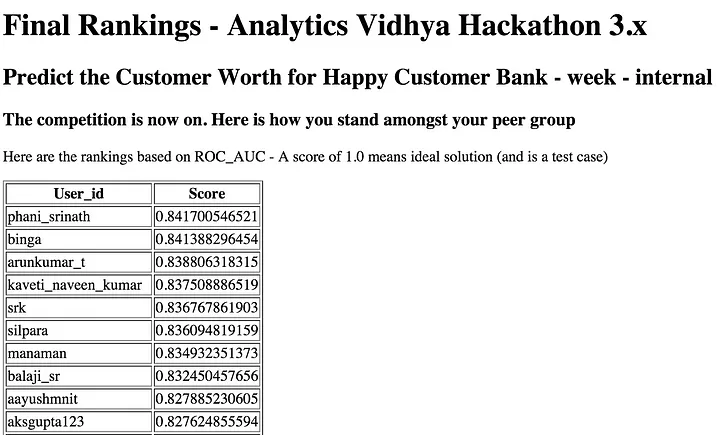 Final Rankings - Analytics Vidhya Hackathon 3.x
Predict the Customer Worth for Happy Customer Bank - week - internal
The competition is now on. Here is how you stand amongst your peer group
Here are the rankings based on ROC_AUC - A score of 1.0 means ideal solution (and is a test case)
User_id Score
phani_srinath 0.841700546521
binga 0.841388296454
arunkumar_t 0.838806318315
kaveti_naveen_kumar 0.837508886519
srk 0.836767861903
silpara 0.836094819159
manaman 0.834932351373
balaji_sr 0.832450457656
aayushmnit 0.827885230605
aksgupta123 0.827624855594